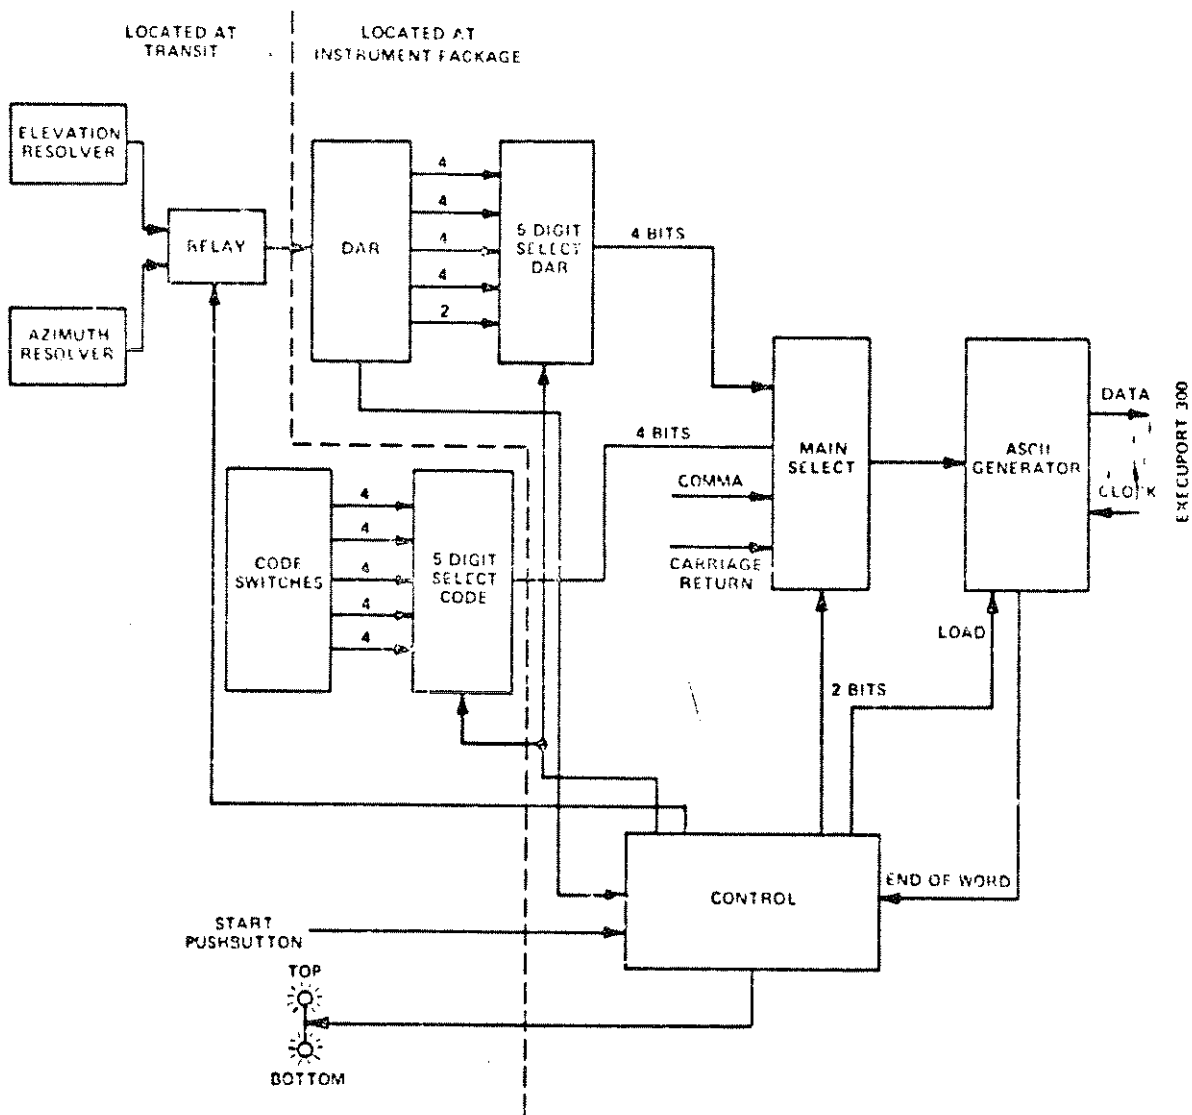 LOCATED AT
TRANSIT
LOCATED AT
INSTRUMENT PACKAGE
ELEVATION
RESOLVER
RELAY
AZIMUTH
RESOLVER
DAR
4
4
4
4
2
5 DIGIT
SELECT
DAR
4 BITS
CODE
SWITCHES
4
4
4
4
4
5 DIGIT
SELECT
CODE
4 BITS
COMMA
CARRIAGE
RETURN
MAIN
SELECT
ASCII
GENERATOR
DATA
CLOCK
EXECUPORT 300
LOAD
2 BITS
END OF WORD
CONTROL
START
PUSHBUTTON
TOP
BOTTOM